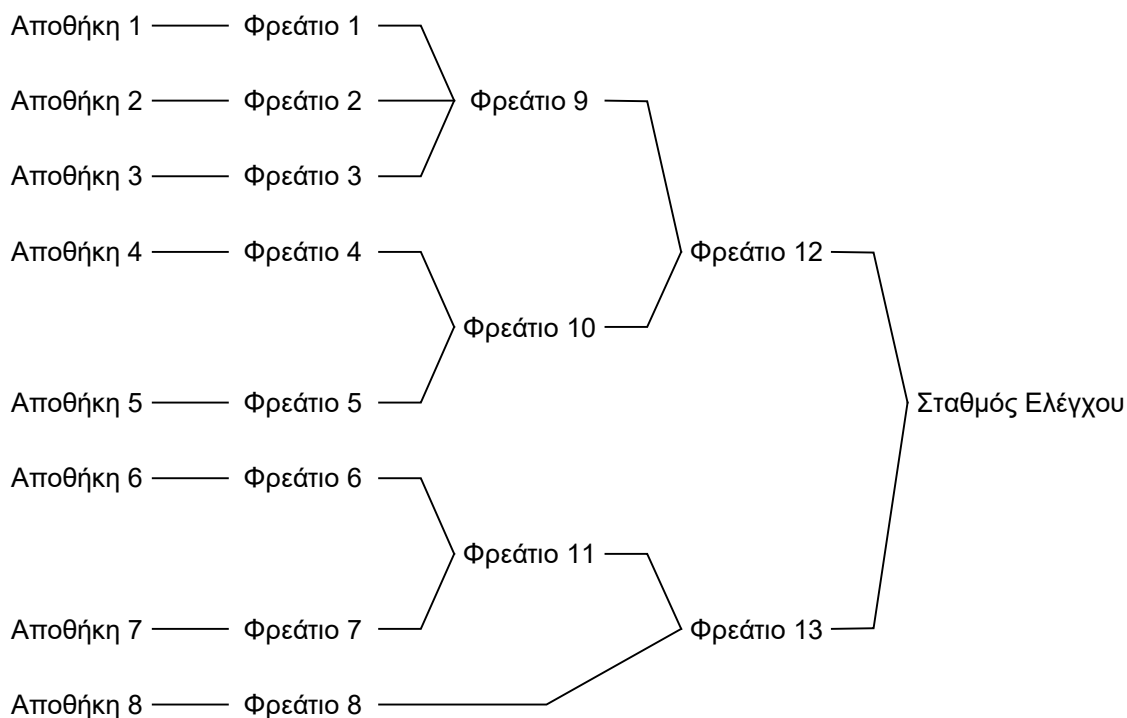 Αποθήκη 1 Φρεάτιο 1
Αποθήκη 2 Φρεάτιο 2 Φρεάτιο 9
Αποθήκη 3 Φρεάτιο 3
Αποθήκη 4 Φρεάτιο 4 Φρεάτιο 12
Φρεάτιο 10
Αποθήκη 5 Φρεάτιο 5 Σταθμός Ελέγχου
Αποθήκη 6 Φρεάτιο 6
Φρεάτιο 11
Αποθήκη 7 Φρεάτιο 7 Φρεάτιο 13
Αποθήκη 8 Φρεάτιο 8